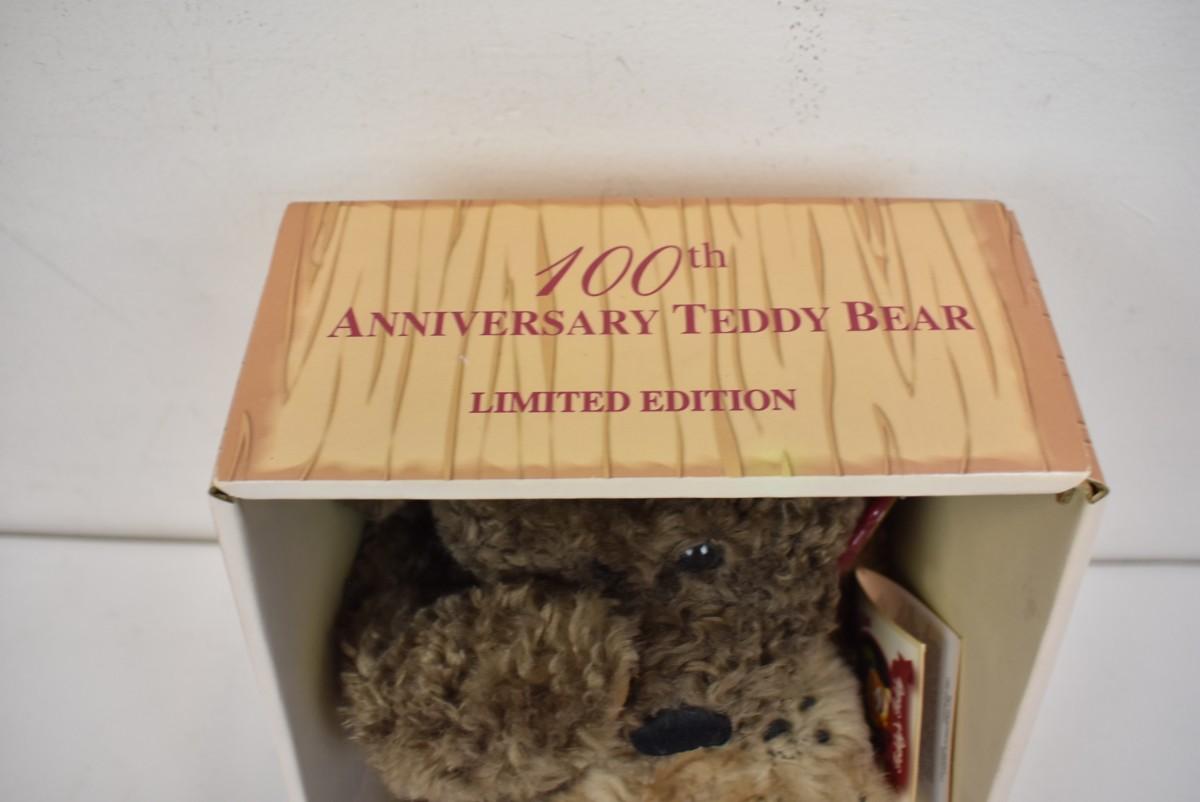 100th
ANNIVERSARY TEDDY BEAR
LIMITED EDITION